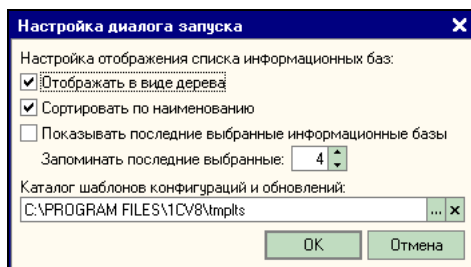 Настройка диалога запуска
Настройка отображения списка информационных баз:
Отображать в виде дерева
Сортировать по наименованию
Показывать последние выбранные информационные базы
Запоминать последние выбранные: 4
Каталог шаблонов конфигураций и обновлений:
C:\PROGRAM FILES\1CV8\tmplts ... x
OK Отмена